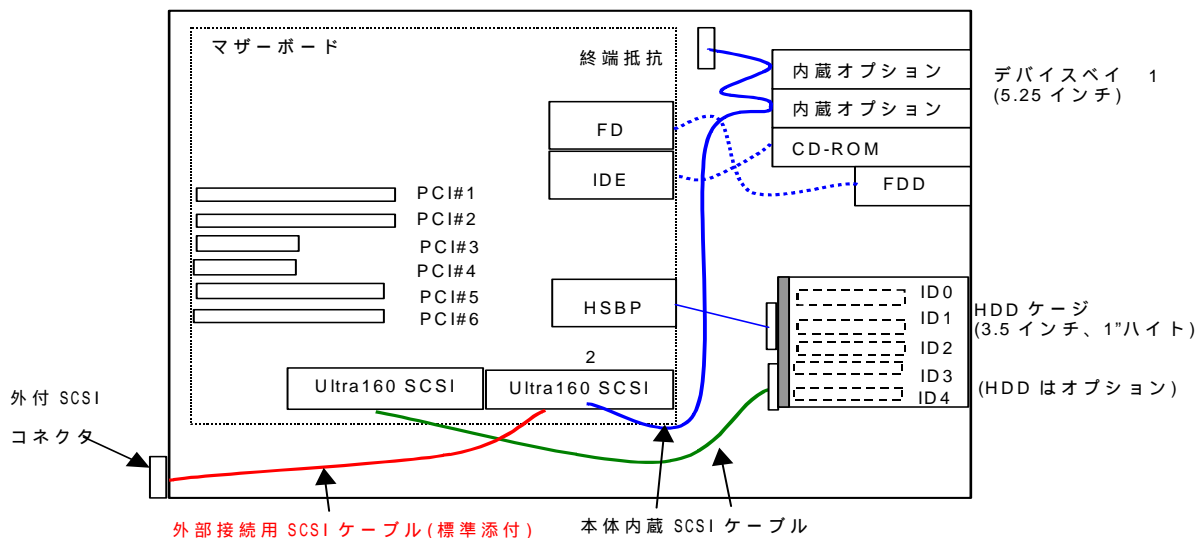 マザーボード
終端抵抗
内蔵オプション
デバイスベイ 1
(5.25 インチ)
内蔵オプション
FD
CD-ROM
IDE
FDD
PCI#1
PCI#2
PCI#3
PCI#4
PCI#5
PCI#6
HSBP
ID0
ID1
ID2
ID3
ID4
HDD ケージ
(3.5 インチ、1”ハイト)
(HDD はオプション)
2
Ultra160 SCSI
Ultra160 SCSI
外付 SCSI
コネクタ
外部接続用 SCSI ケーブル(標準添付)
本体内蔵 SCSI ケーブル